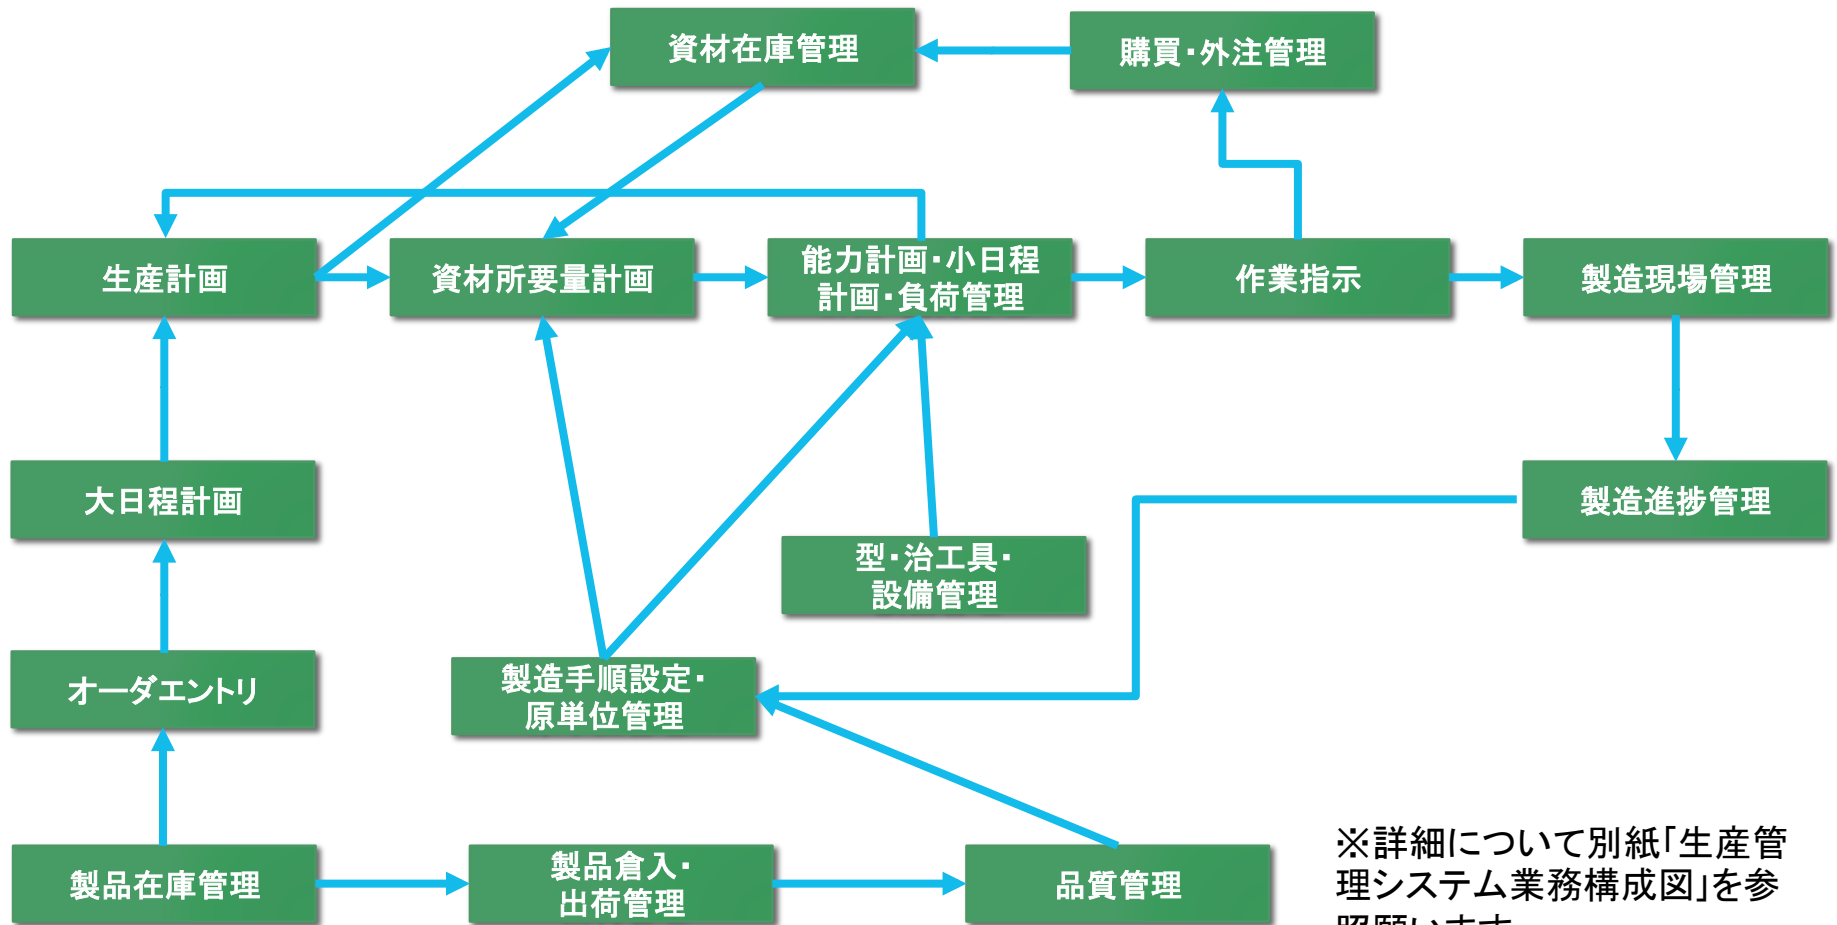 資材在庫管理
購買・外注管理
生産計画
資材所要量計画
能力計画・小日程
計画・負荷管理
作業指示
製造現場管理
大日程計画
製造進捗管理
型・治工具・
設備管理
オーダエントリ
製造手順設定・
原単位管理
製品在庫管理
製品倉入・
出荷管理
品質管理
※詳細について別紙「生産管
理システム業務構成図」を参
照願います